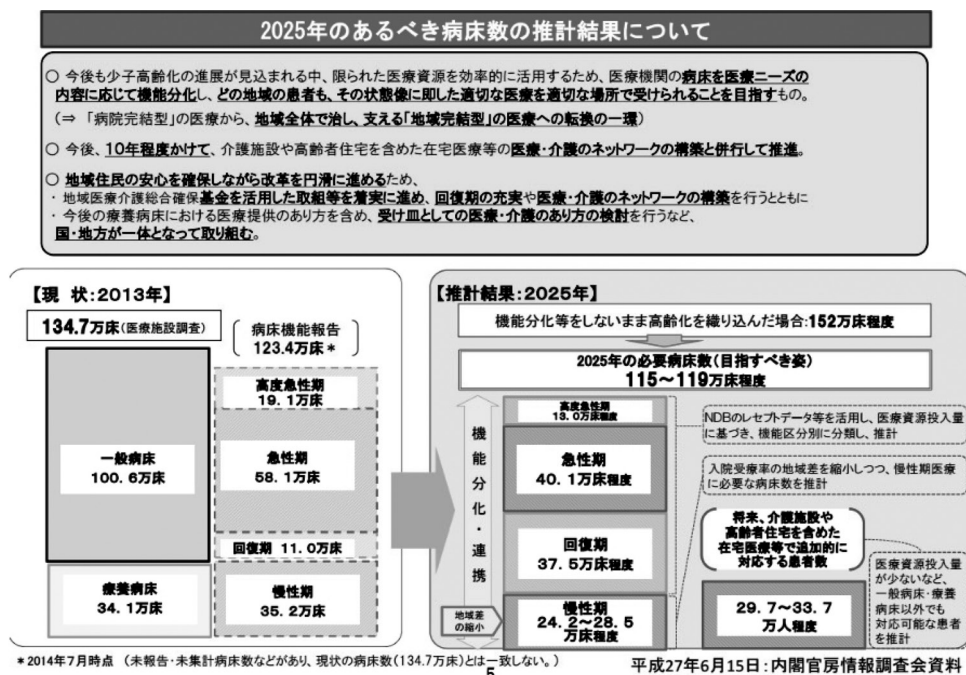 2025年のあるべき病床数の推計結果について
○ 今後も少子高齢化の進展が見込まれる中、限られた医療資源を効率的に活用するため、医療機関の病床を医療ニーズの
内容に応じて機能分化し、どの地域の患者も、その状態像に即した適切な医療を適切な場所で受けられることを目指すもの。
（⇒ 「病院完結型」の医療から、地域全体で治し、支える「地域完結型」の医療への転換の一環）
○ 今後、10年程度かけて、介護施設や高齢者住宅を含めた在宅医療等の医療・介護のネットワークの構築と併行して推進。
○ 地域住民の安心を確保しながら改革を円滑に進めるため、
・ 地域医療介護総合確保基金を活用した取組等を着実に進め、回復期の充実や医療・介護のネットワークの構築を行うとともに
・ 今後の療養病床における医療提供のあり方を含め、受け皿としての医療・介護のあり方の検討を行うなど、
国・地方が一体となって取り組む。
【現 状：2013年】
134.7万床（医療施設調査）
病床機能報告
123.4万床＊
一般病床
100.6万床
療養病床
34.1万床
高度急性期
19.1万床
急性期
58.1万床
回復期 11.0万床
慢性期
35.2万床
【推計結果：2025年】
機能分化等をしないまま高齢化を織り込んだ場合：152万床程度
2025年の必要病床数（目指すべき姿）
115～119万床程度
機能分化・連携
地域差
の縮小
高度急性期
13.0万床程度
急性期
40.1万床程度
回復期
37.5万床程度
慢性期
24.2～28.5
万床程度
NDBのレセプトデータ等を活用し、医療資源投入量
に基づき、機能区分別に分類し、推計
入院受療率の地域差を縮小しつつ、慢性期医療
に必要な病床数を推計
将来、介護施設や
高齢者住宅を含めた
在宅医療等で追加的に
対応する患者数
29.7～33.7
万人程度
医療資源投入量
が少ないなど、
一般病床・療養
病床以外でも
対応可能な患者
を推計
＊2014年7月時点 （未報告・未集計病床数などがあり、現状の病床数（134.7万床）とは一致しない。）
5
平成27年6月15日：内閣官房情報調査会資料